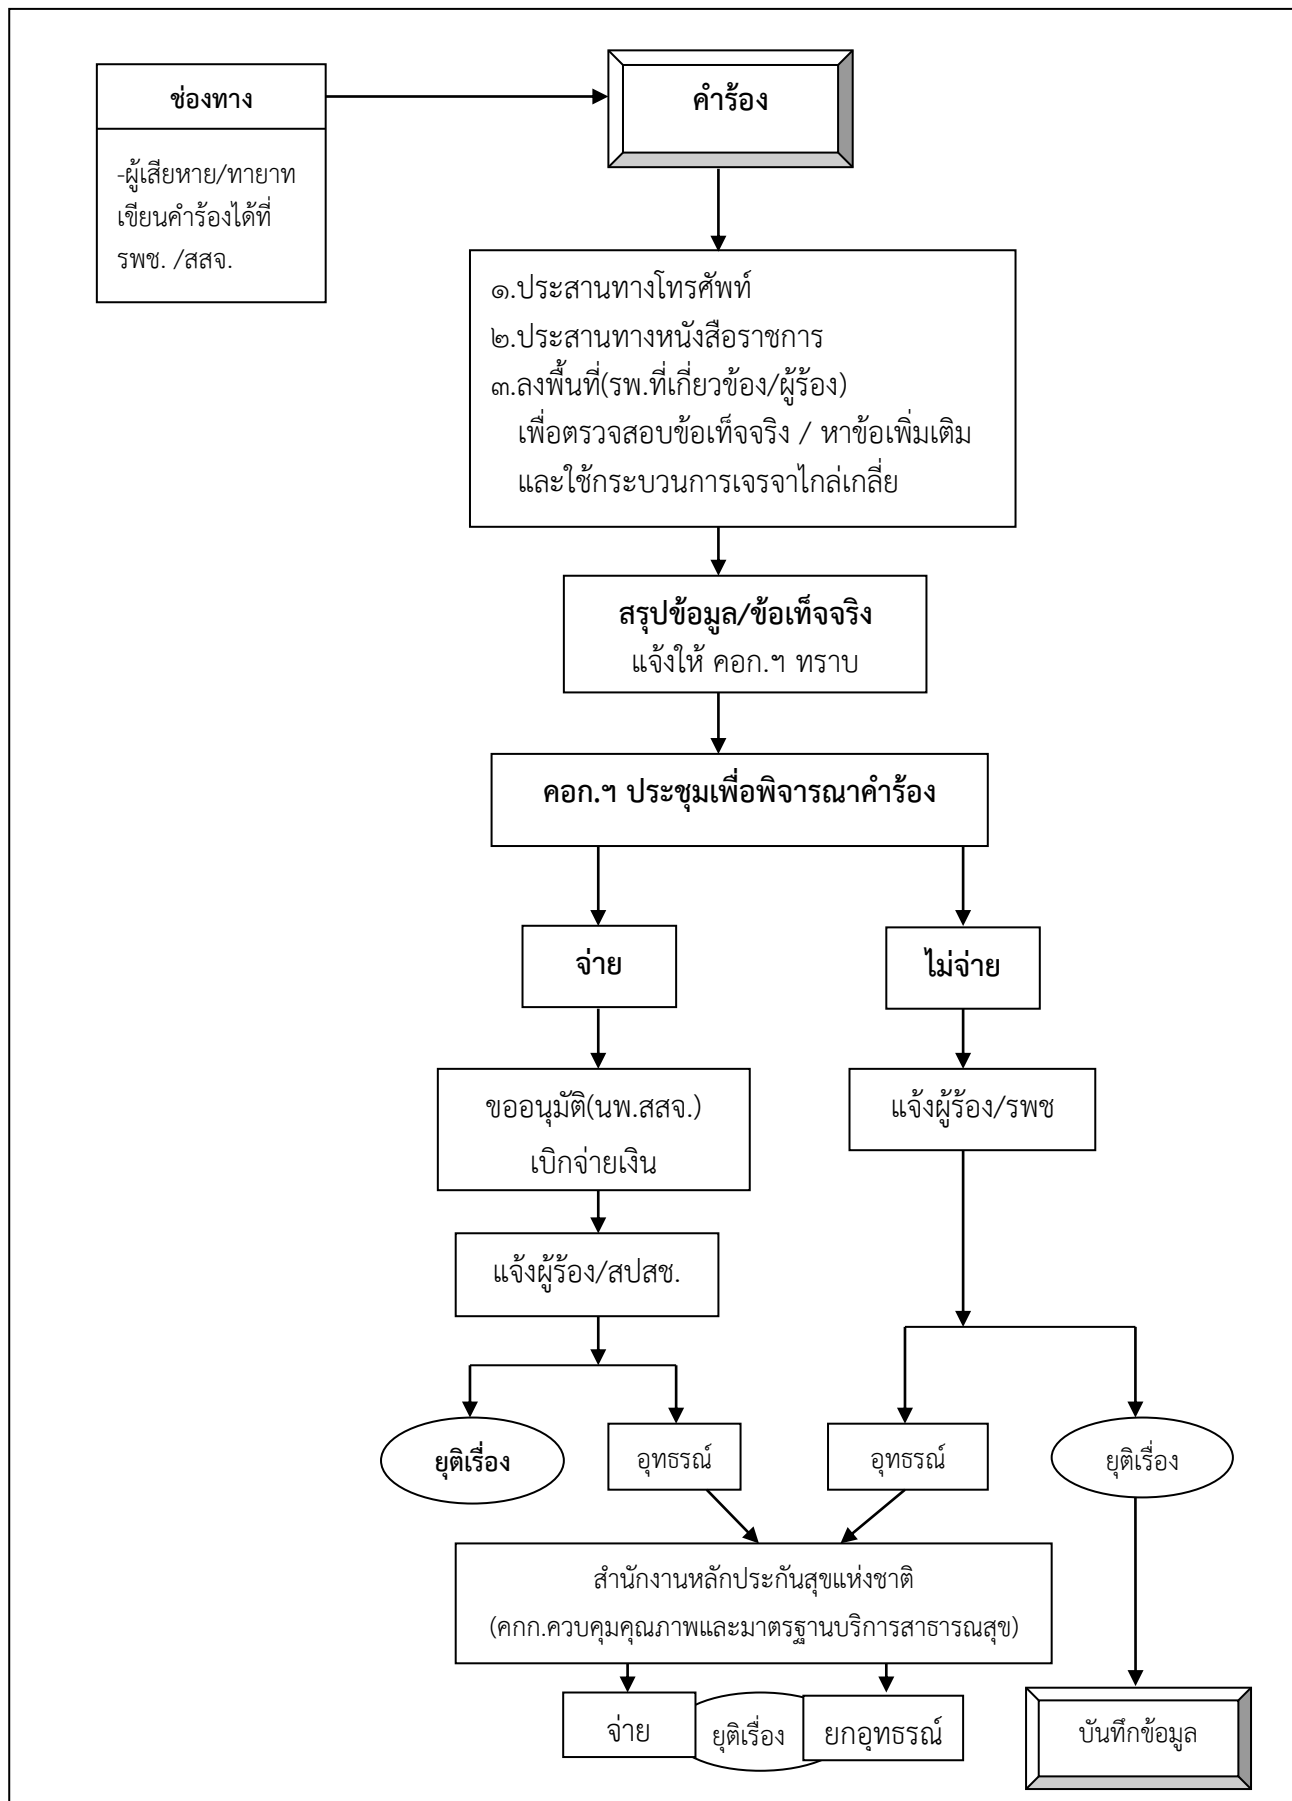 ช่องทาง
-ผู้เสียหาย/ทายาท
เขียนคำร้องได้ที่
รพช. /สสจ.
คำร้อง
๑.ประสานทางโทรศัพท์
๒.ประสานทางหนังสือราชการ
๓.ลงพื้นที่(รพ.ที่เกี่ยวข้อง/ผู้ร้อง)
เพื่อตรวจสอบข้อเท็จจริง / หาข้อเพิ่มเติม
และใช้กระบวนการเจรจาไกล่เกลี่ย
สรุปข้อมูล/ข้อเท็จจริง
แจ้งให้ คอก.ฯ ทราบ
คอก.ฯ ประชุมเพื่อพิจารณาคำร้อง
จ่าย
ไม่จ่าย
ขออนุมัติ(นพ.สสจ.)
เบิกจ่ายเงิน
แจ้งผู้ร้อง/รพช
แจ้งผู้ร้อง/สปสช.
ยุติเรื่อง
อุทธรณ์
อุทธรณ์
ยุติเรื่อง
สำนักงานหลักประกันสุขแห่งชาติ
(คกก.ควบคุมคุณภาพและมาตรฐานบริการสาธารณสุข)
จ่าย
ยุติเรื่อง
ยกอุทธรณ์
บันทึกข้อมูล